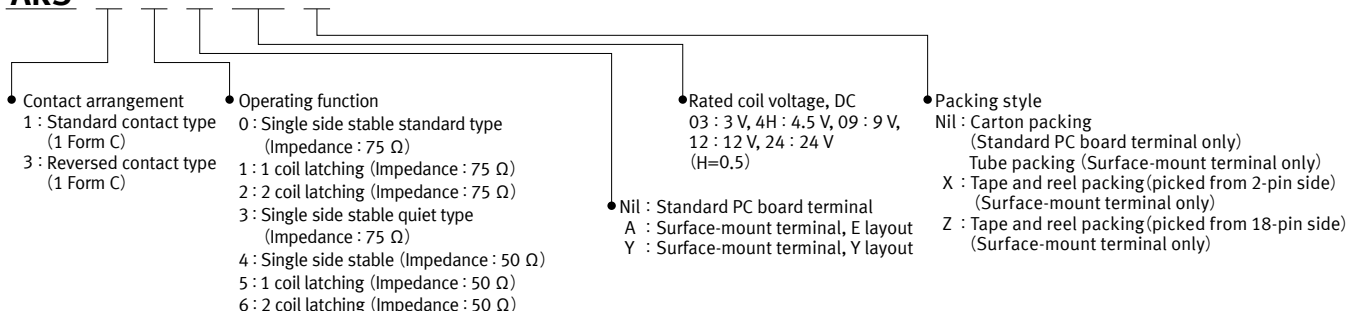 ARS
Contact arrangement
1 : Standard contact type
(1 Form C)
3 : Reversed contact type
(1 Form C)
Operating function
0 : Single side stable standard type
(Impedance : 75 Ω)
1 : 1 coil latching (Impedance : 75 Ω)
2 : 2 coil latching (Impedance : 75 Ω)
3 : Single side stable quiet type
(Impedance : 75 Ω)
4 : Single side stable (Impedance : 50 Ω)
5 : 1 coil latching (Impedance : 50 Ω)
6 : 2 coil latching (Impedance : 50 Ω)
Nil : Standard PC board terminal
A : Surface-mount terminal, E layout
Y : Surface-mount terminal, Y layout
Rated coil voltage, DC
03 : 3 V, 4H : 4.5 V, 09 : 9 V,
12 : 12 V, 24 : 24 V
(H=0.5)
Packing style
Nil : Carton packing
(Standard PC board terminal only)
Tube packing (Surface-mount terminal only)
X : Tape and reel packing (picked from 2-pin side)
(Surface-mount terminal only)
Z : Tape and reel packing (picked from 18-pin side)
(Surface-mount terminal only)